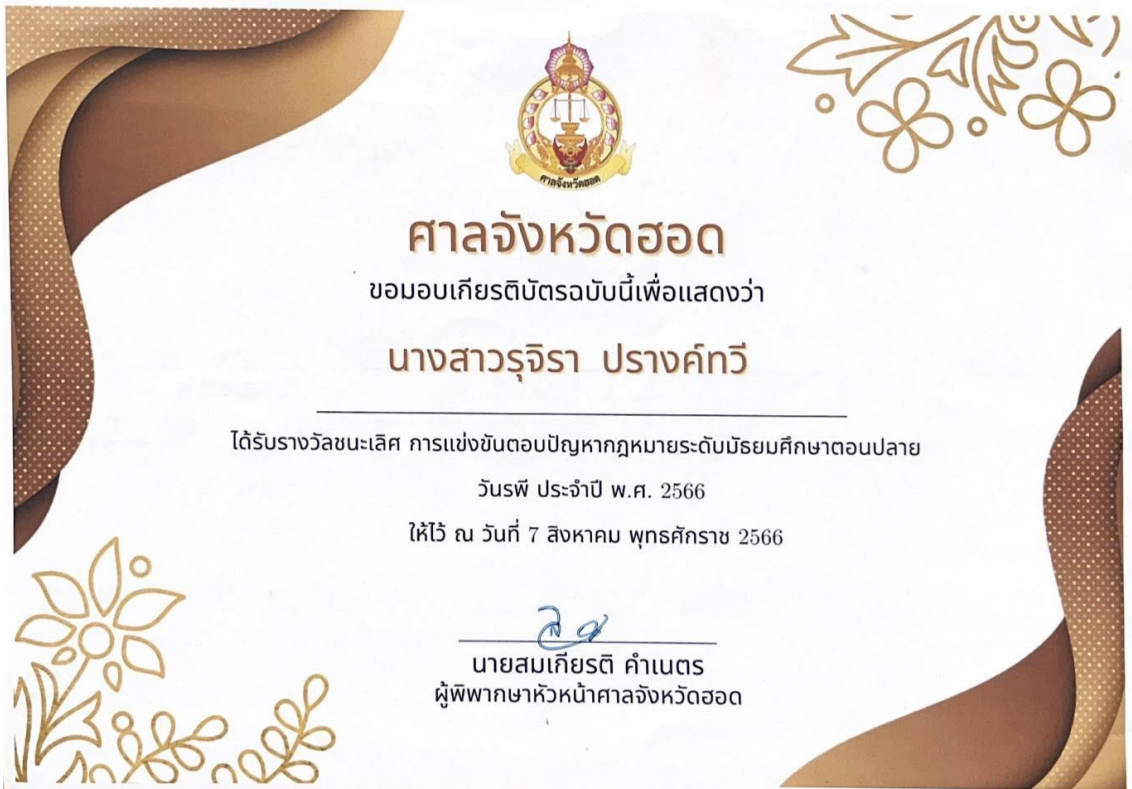 ศาลจังหวัดฮอด
ศาลจังหวัดฮอด
ขอมอบเกียรติบัตรฉบับนี้เพื่อแสดงว่า
นางสาวรุจิรา ปรางค์ทวี
ได้รับรางวัลชนะเลิศ การแข่งขันตอบปัญหากฎหมายระดับมัธยมศึกษาตอนปลาย
วันรพี ประจำปี พ.ศ. 2566
ให้ไว้ ณ วันที่ 7 สิงหาคม พุทธศักราช 2566
นายสมเกียรติ คำเนตร
ผู้พิพากษาหัวหน้าศาลจังหวัดฮอด